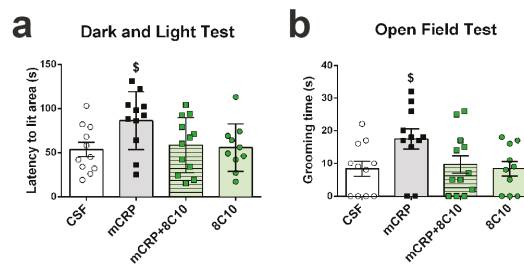 a
Dark and Light Test
Latency to lit area (s)
150
100
50
0
$
CSF
mCRP
mCRP+8C10
8C10
b
Open Field Test
Grooming time (s)
40
30
20
10
0
$
CSF
mCRP
mCRP+8C10
8C10